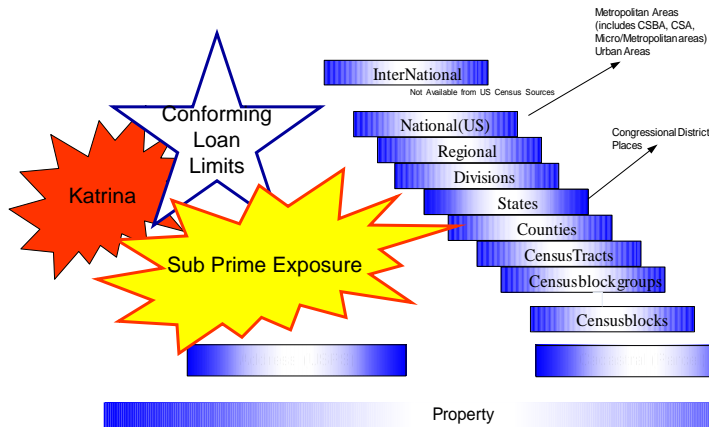 Metropolitan Areas
(includes CSBA, CSA,
Micro/Metropolitan areas)
Urban Areas
InterNational
Not Available from US Census Sources
Conforming
Loan
Limits
National(US)
Congressional District
Places
Regional
Divisions
Katrina
States
Counties
CensusTracts
Sub Prime Exposure
Censusblockgroups
Censusblocks
Property